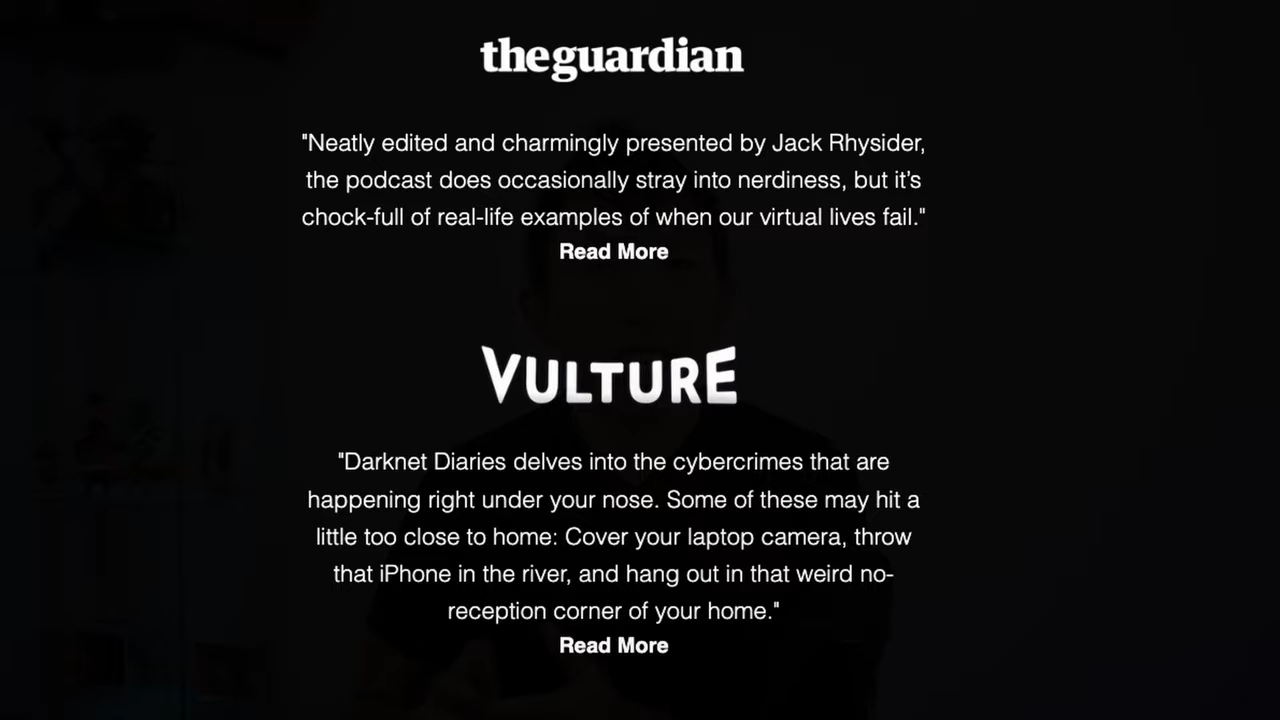 theguardian
"Neatly edited and charmingly presented by Jack Rhysider,
the podcast does occasionally stray into nerdiness, but it’s
chock-full of real-life examples of when our virtual lives fail."
Read More
VULTURE
"Darknet Diaries delves into the cybercrimes that are
happening right under your nose. Some of these may hit a
little too close to home: Cover your laptop camera, throw
that iPhone in the river, and hang out in that weird no-
reception corner of your home."
Read More